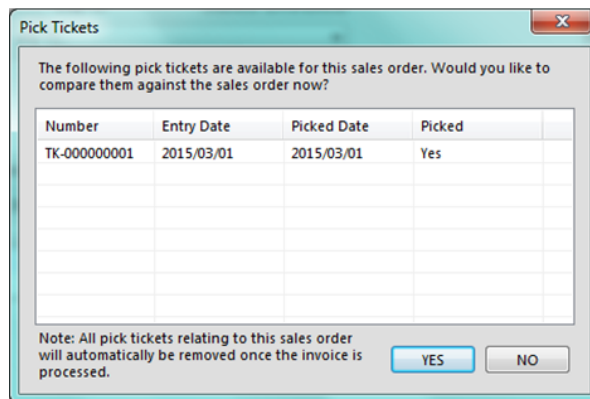 Pick Tickets
The following pick tickets are available for this sales order. Would you like to
compare them against the sales order now?
Number Entry Date Picked Date Picked
TK-000000001 2015/03/01 2015/03/01 Yes
Note: All pick tickets relating to this sales order
will automatically be removed once the invoice is
processed.
YES NO